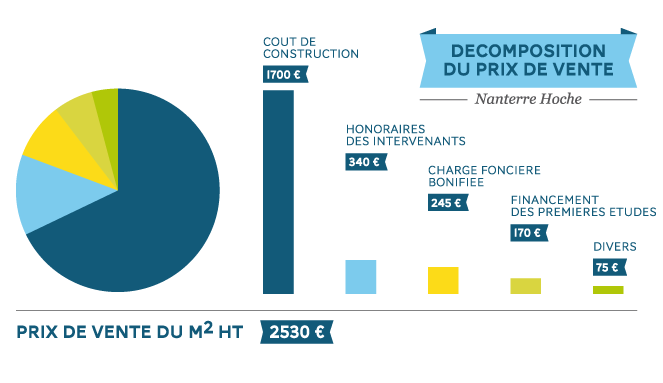 DECOMPOSITION
DU PRIX DE VENTE
Nanterre Hoche
COUT DE
CONSTRUCTION
1700 €
HONORAIRES
DES INTERVENANTS
340 €
CHARGE FONCIERE
BONIFIEE
245 €
FINANCEMENT
DES PREMIERES ETUDES
170 €
DIVERS
75 €
PRIX DE VENTE DU M² HT
2530 €